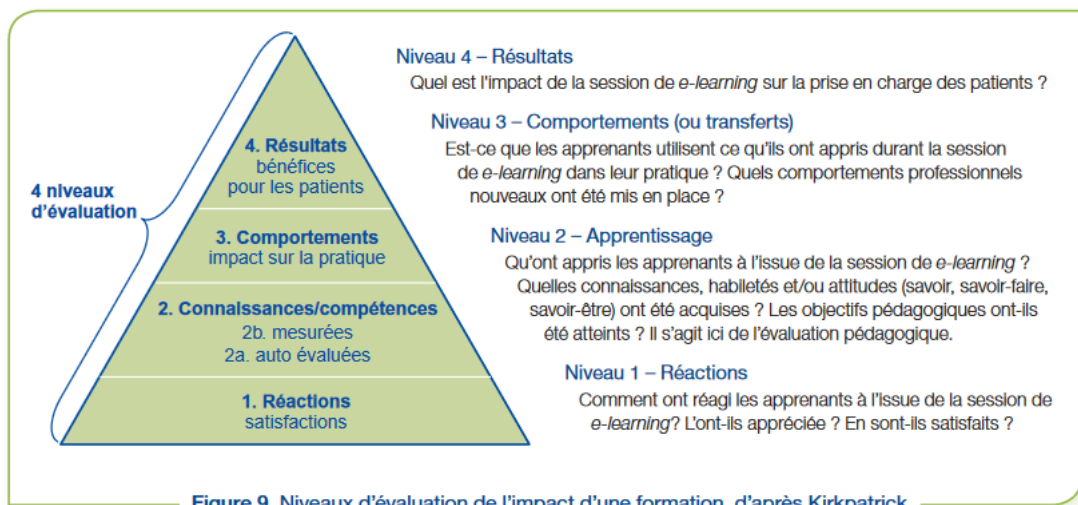 4 niveaux
d'évaluation
4. Résultats
bénéfices
pour les patients
3. Comportements
impact sur la pratique
2. Connaissances/compétences
2b. mesurées
2a. auto évaluées
1. Réactions
satisfactions
Niveau 4 – Résultats
Quel est l'impact de la session de e-learning sur la prise en charge des patients ?
Niveau 3 – Comportements (ou transferts)
Est-ce que les apprenants utilisent ce qu'ils ont appris durant la session
de e-learning dans leur pratique ? Quels comportements professionnels
nouveaux ont été mis en place ?
Niveau 2 – Apprentissage
Qu'ont appris les apprenants à l'issue de la session de e-learning ?
Quelles connaissances, habiletés et/ou attitudes (savoir, savoir-faire,
savoir-être) ont été acquises ? Les objectifs pédagogiques ont-ils
été atteints ? Il s'agit ici de l'évaluation pédagogique.
Niveau 1 – Réactions
Comment ont réagi les apprenants à l'issue de la session de
e-learning? L'ont-ils appréciée ? En sont-ils satisfaits ?
Figure 9. Niveaux d'évaluation de l'impact d'une formation, d'après Kirkpatrick